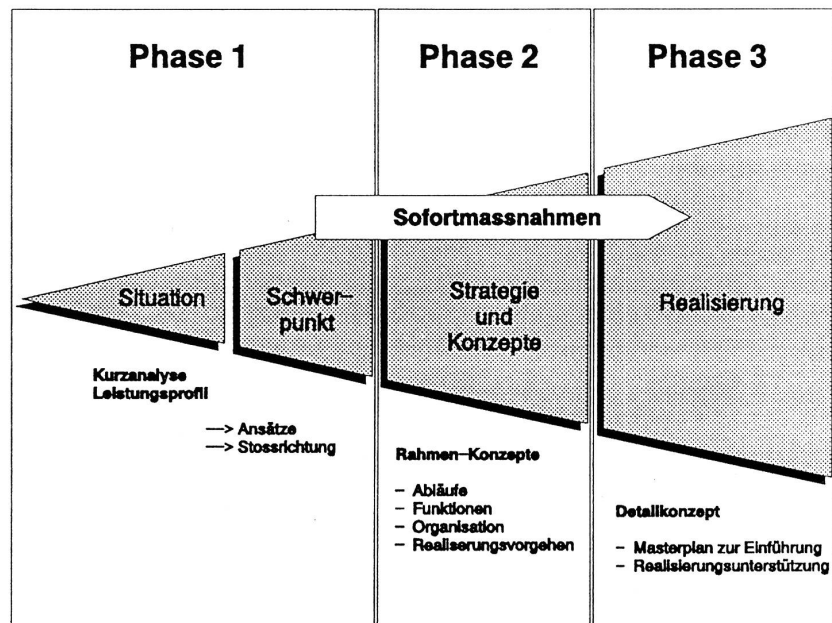 Phase 1
Phase 2
Phase 3
Sofortmassnahmen
Situation
Schwer-
punkt
Strategie
und
Konzepte
Realisierung
Kurzanalyse
Leistungsprofil
—> Ansätze
—> Stossrichtung
Rahmen-Konzepte
- Abläufe
- Funktionen
- Organisation
- Realiserungsvorgehen
Detailkonzept
- Masterplan zur Einführung
- Realisierungsunterstützung